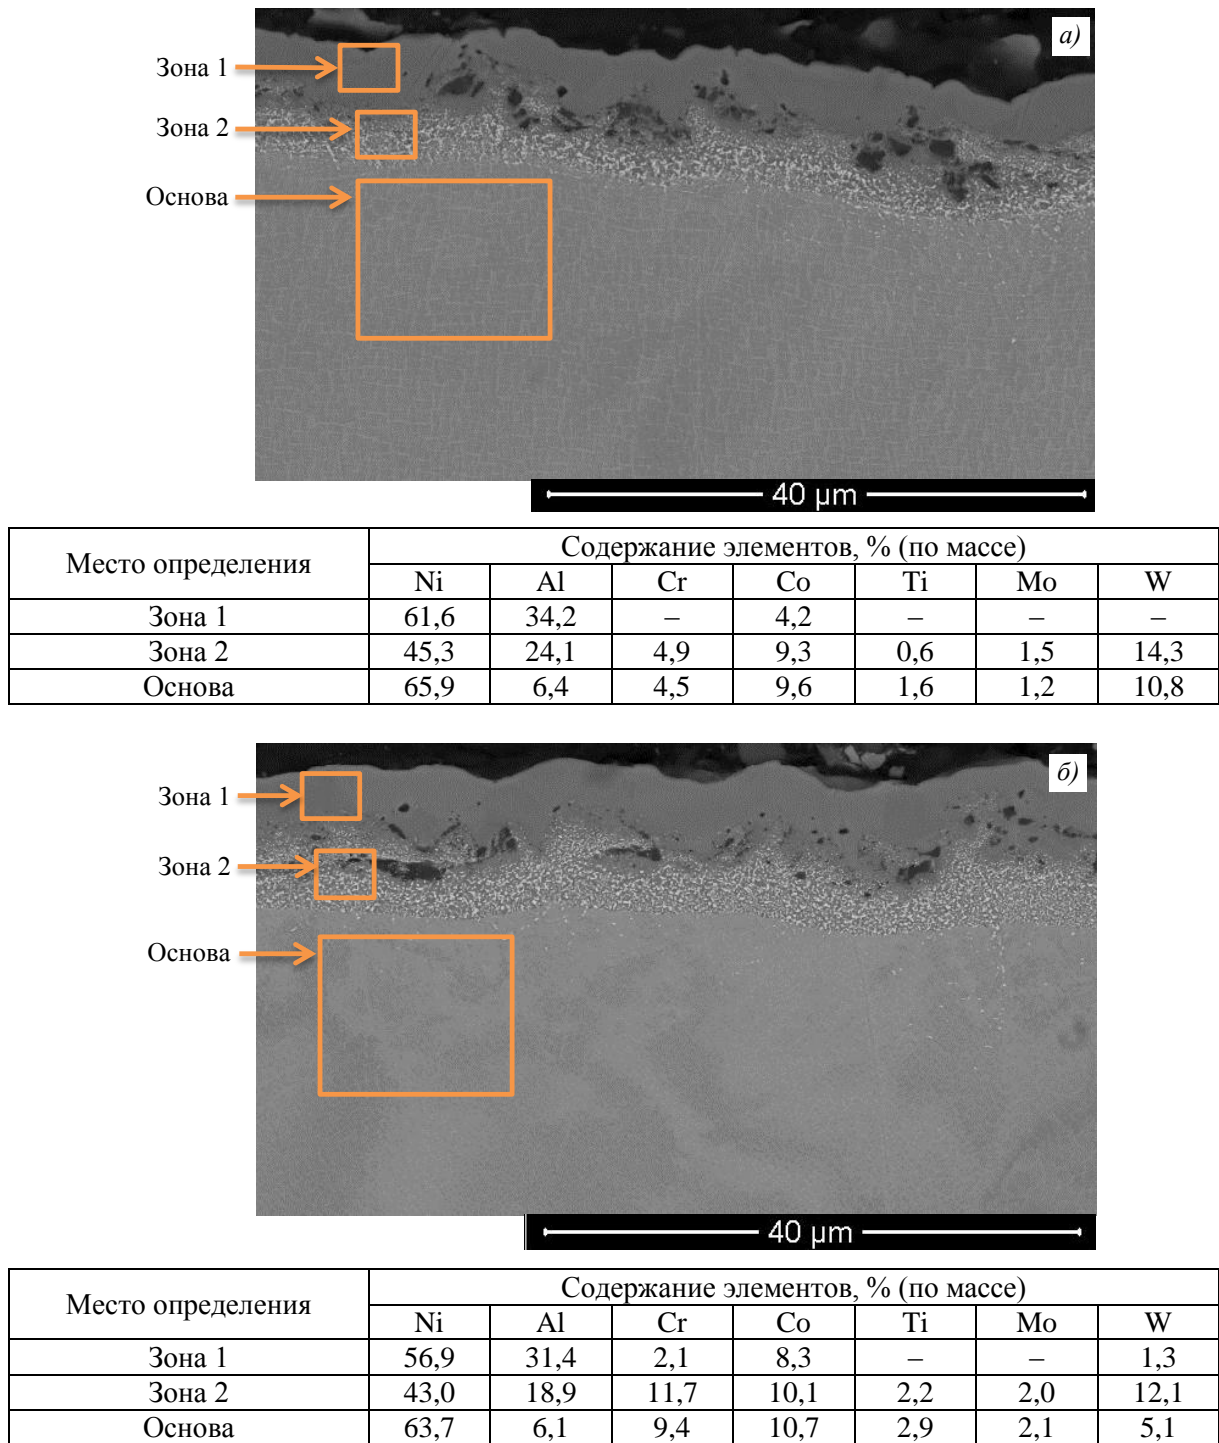 а)
Зона 1
Зона 2
Основа
40 µm
Место определения
Содержание элементов, % (по массе)
Ni Al Cr Co Ti Mo W
Зона 1 61,6 34,2 – 4,2 – – –
Зона 2 45,3 24,1 4,9 9,3 0,6 1,5 14,3
Основа 65,9 6,4 4,5 9,6 1,6 1,2 10,8
б)
Зона 1
Зона 2
Основа
40 µm
Место определения
Содержание элементов, % (по массе)
Ni Al Cr Co Ti Mo W
Зона 1 56,9 31,4 2,1 8,3 – – 1,3
Зона 2 43,0 18,9 11,7 10,1 2,2 2,0 12,1
Основа 63,7 6,1 9,4 10,7 2,9 2,1 5,1